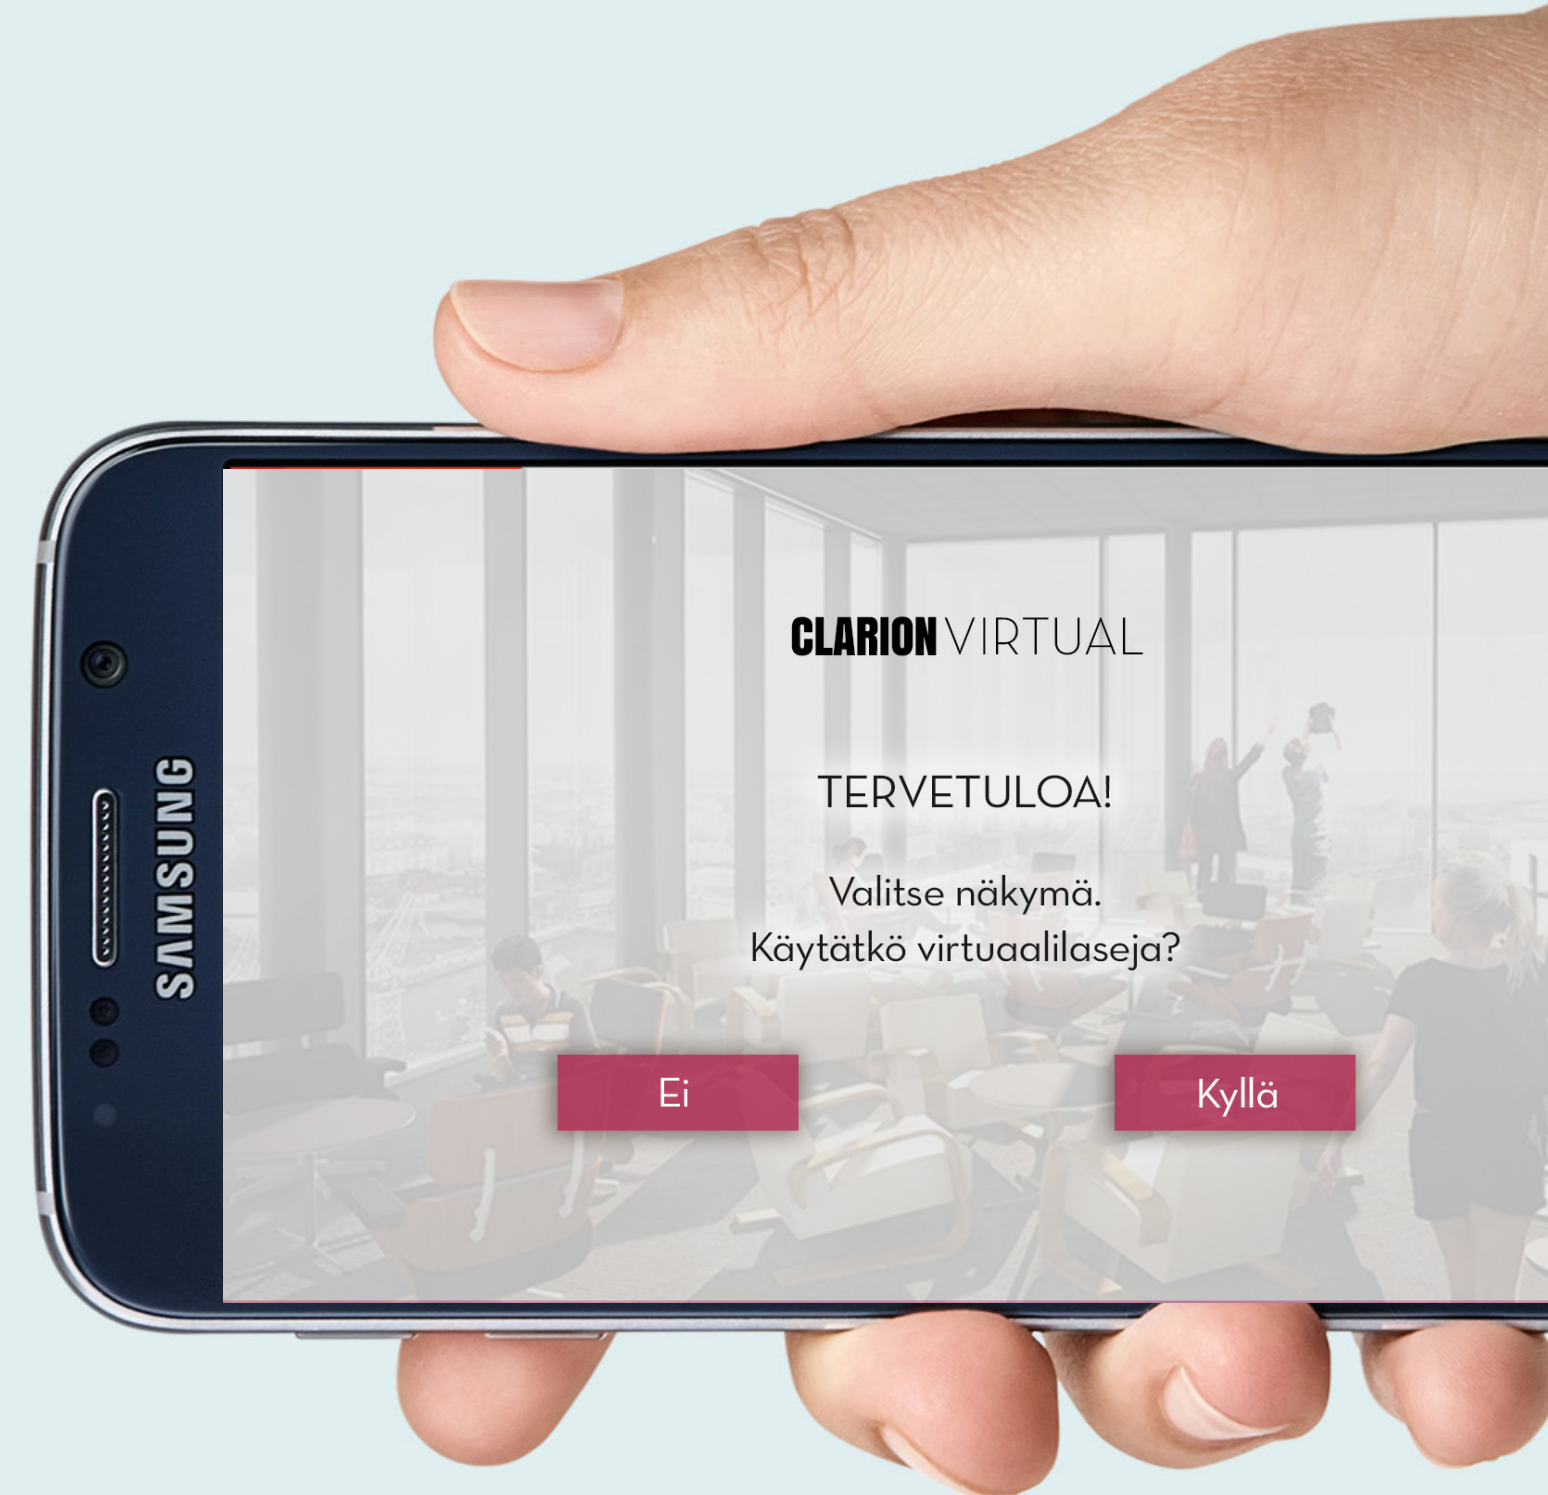 SAMSUNG
CLARION VIRTUAL
TERVETULOA!
Valitse näkymä.
Käytätkö virtuaalilaseja?
Ei
Kyllä